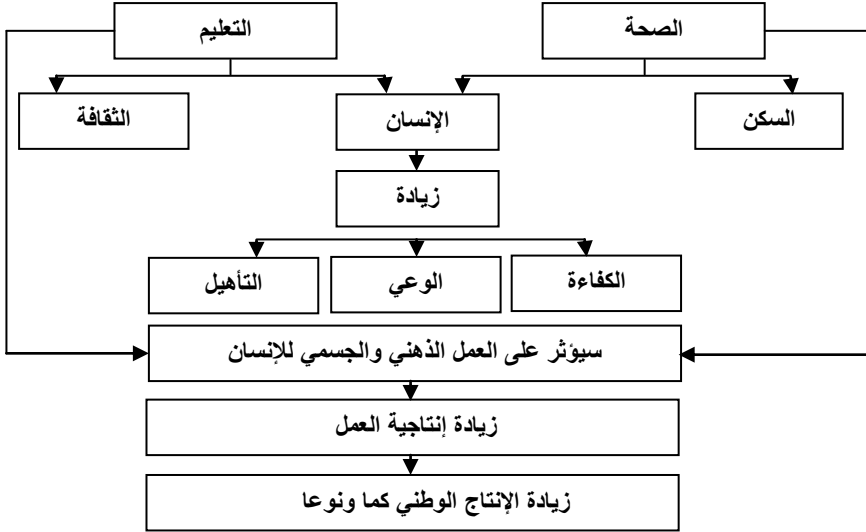 الصحة
التعليم
السكن
الإنسان
الثقافة
زيادة
الكفاءة
الوعي
التأهيل
سيؤثر على العمل الذهني والجسمي للإنسان
زيادة إنتاجية العمل
زيادة الإنتاج الوطني كما ونوعا